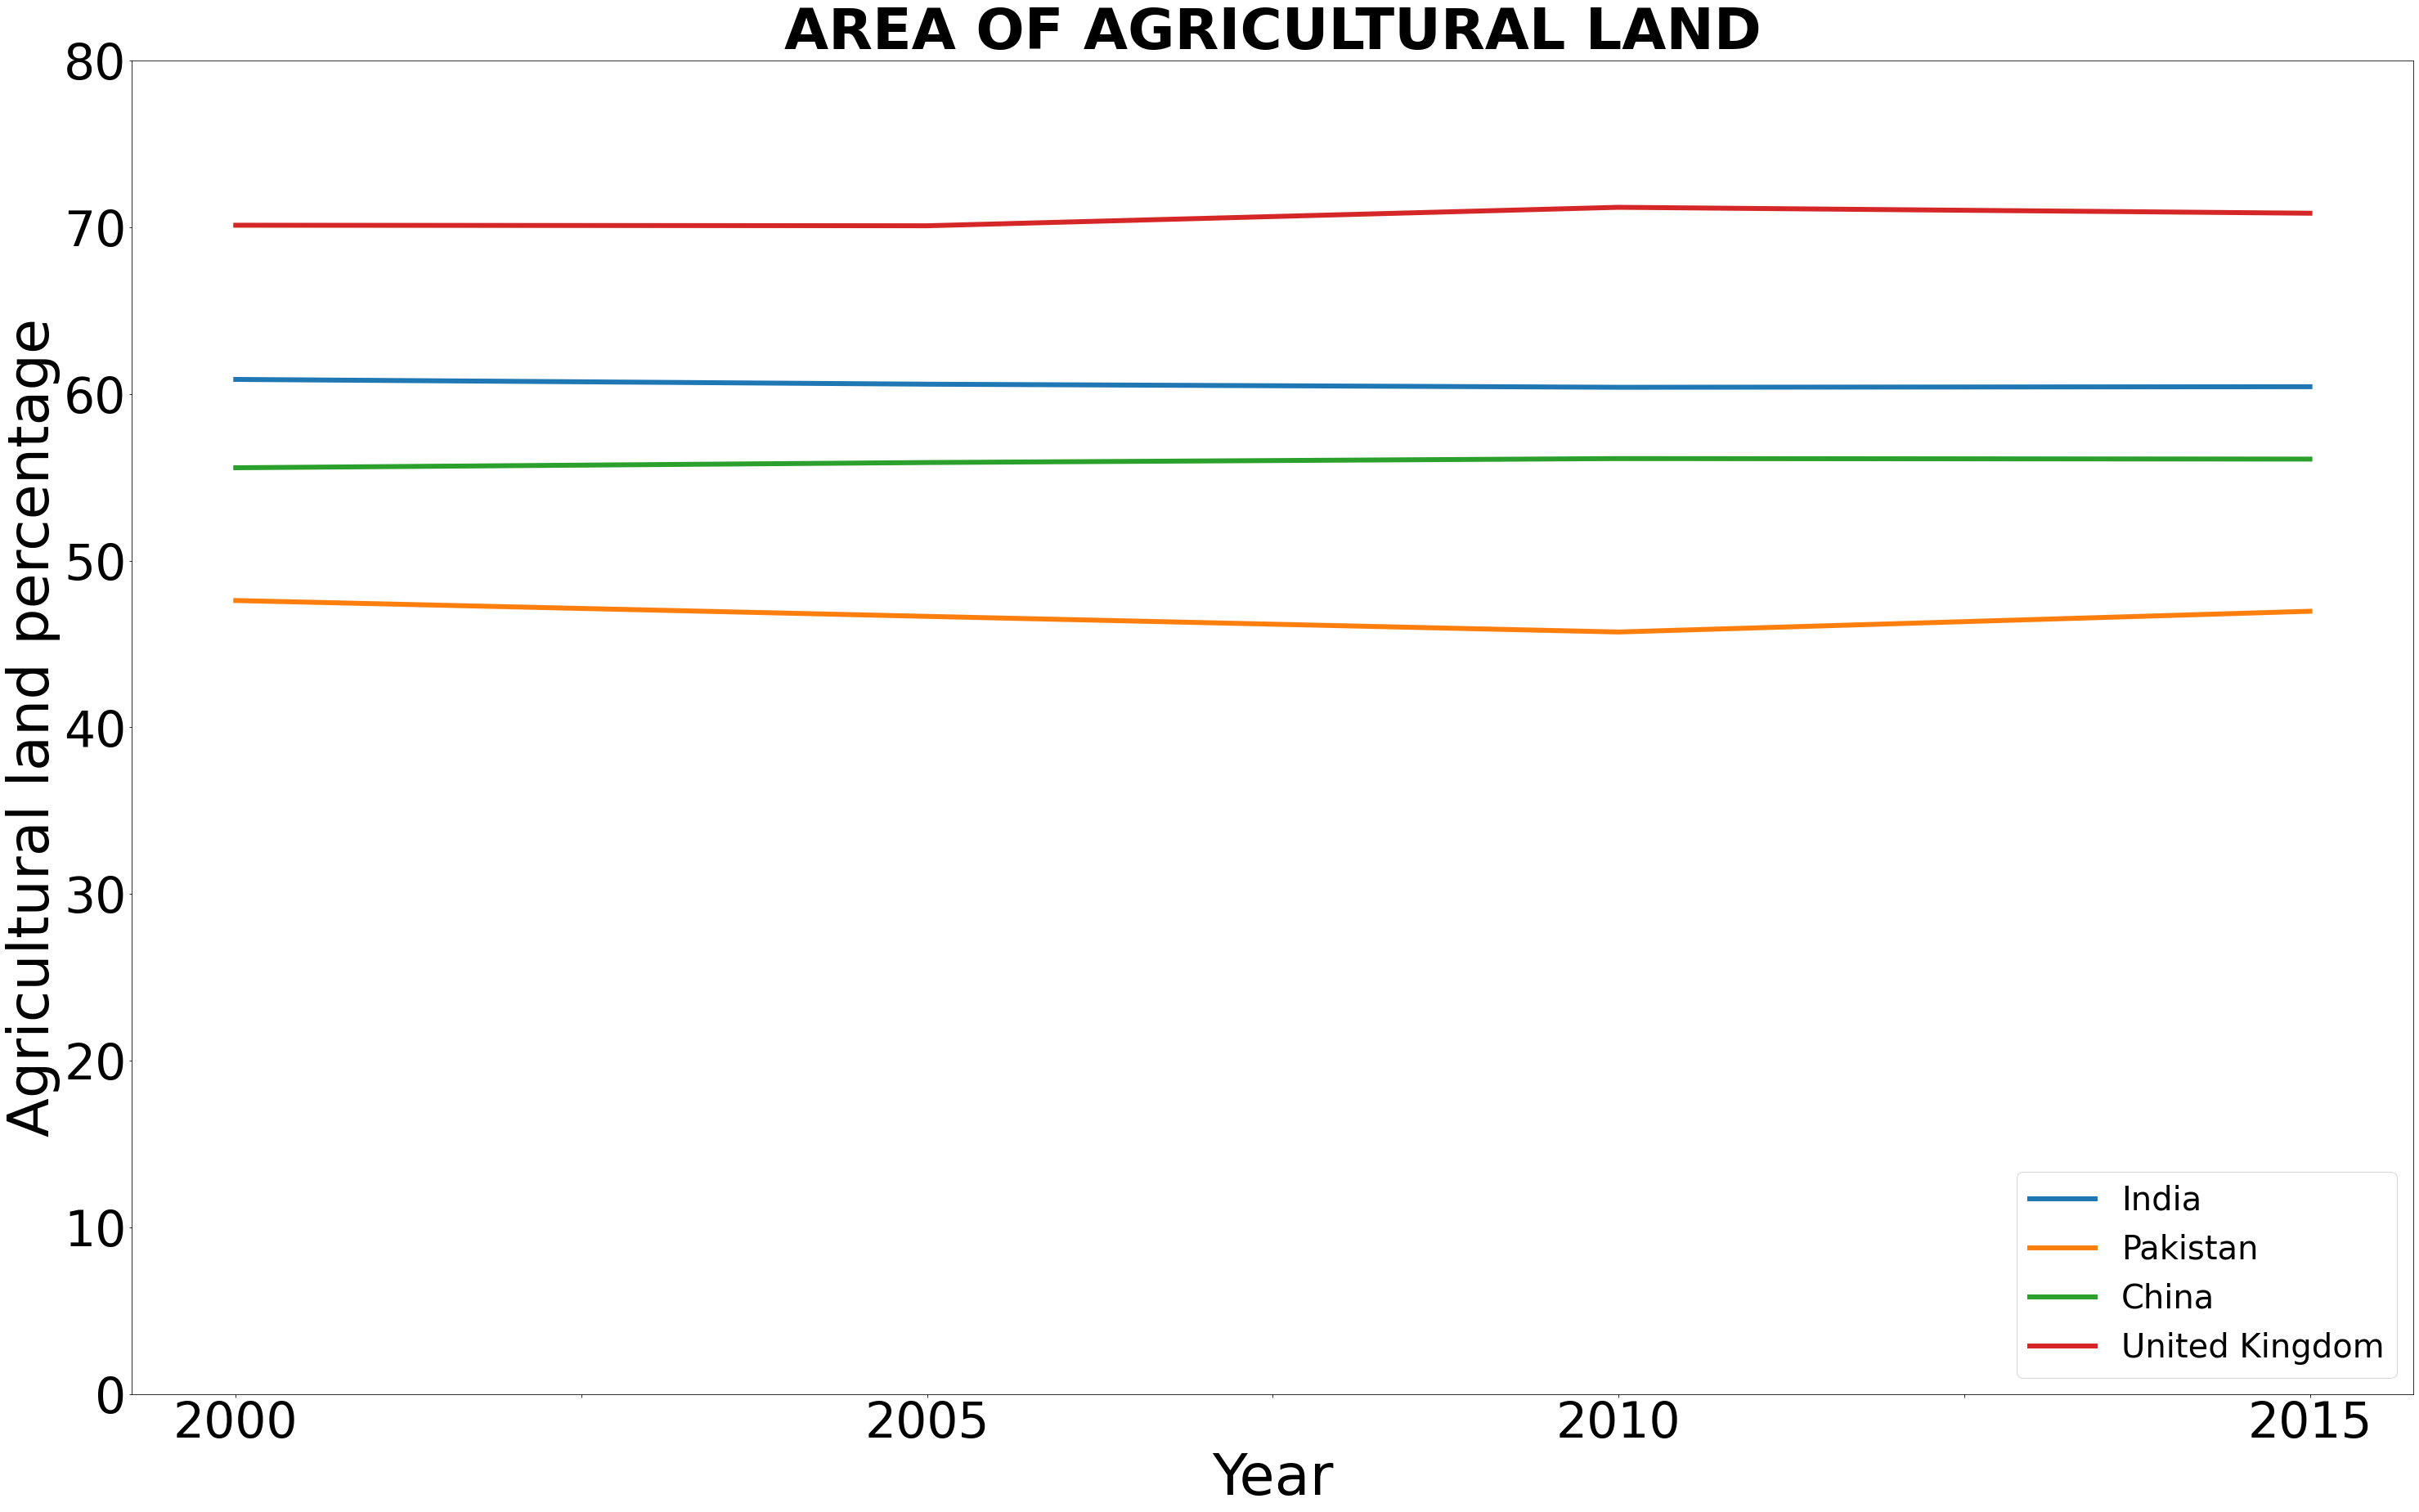 AREA OF AGRICULTURAL LAND
Agricultural land percentage
80
70
60
50
40
30
20
10
0
2000 2005 2010 2015
Year
India
Pakistan
China
United Kingdom